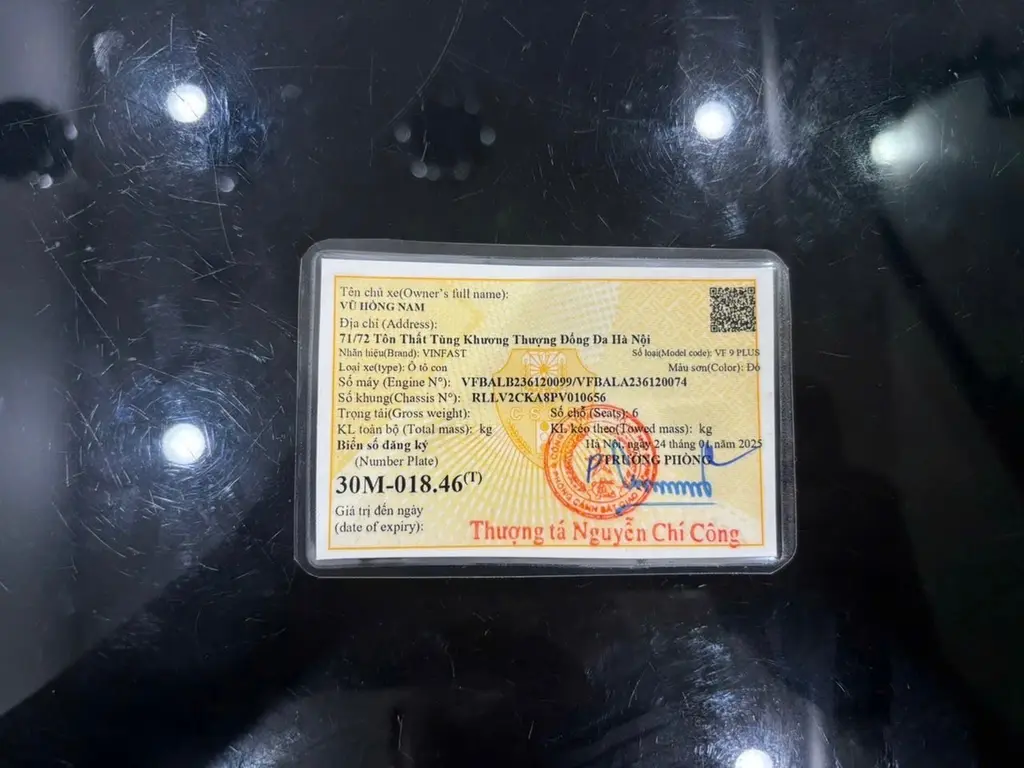 Tên chủ xe(Owner's full name):
VŨ HỒNG NAM
Địa chỉ (Address):
71/72 Tôn Thất Tùng Khương Thượng Đống Đa Hà Nội
Nhãn hiệu(Brand): VINFAST Số loại(Model code): VF 9 PLUS
Loại xe(type): Ô tô con Màu sơn(Color): Đỏ
Số máy (Engine Nº): VFBALB236120099/VFBALA236120074
Số khung(Chassis Nº): RLLV2CKA8PV010656
Trọng tải(Gross weight): Số chỗ (Seats): 6
KL toàn bộ (Total mass): kg KL kéo theo(Towed mass): kg
Biển số đăng ký Hà Nội, ngày 24 tháng 01 năm 2025
(Number Plate) TRƯỞNG PHÒNG
30M-018.46(T)
Giá trị đến ngày
(date of expiry):
Thượng tá Nguyễn Chí Công